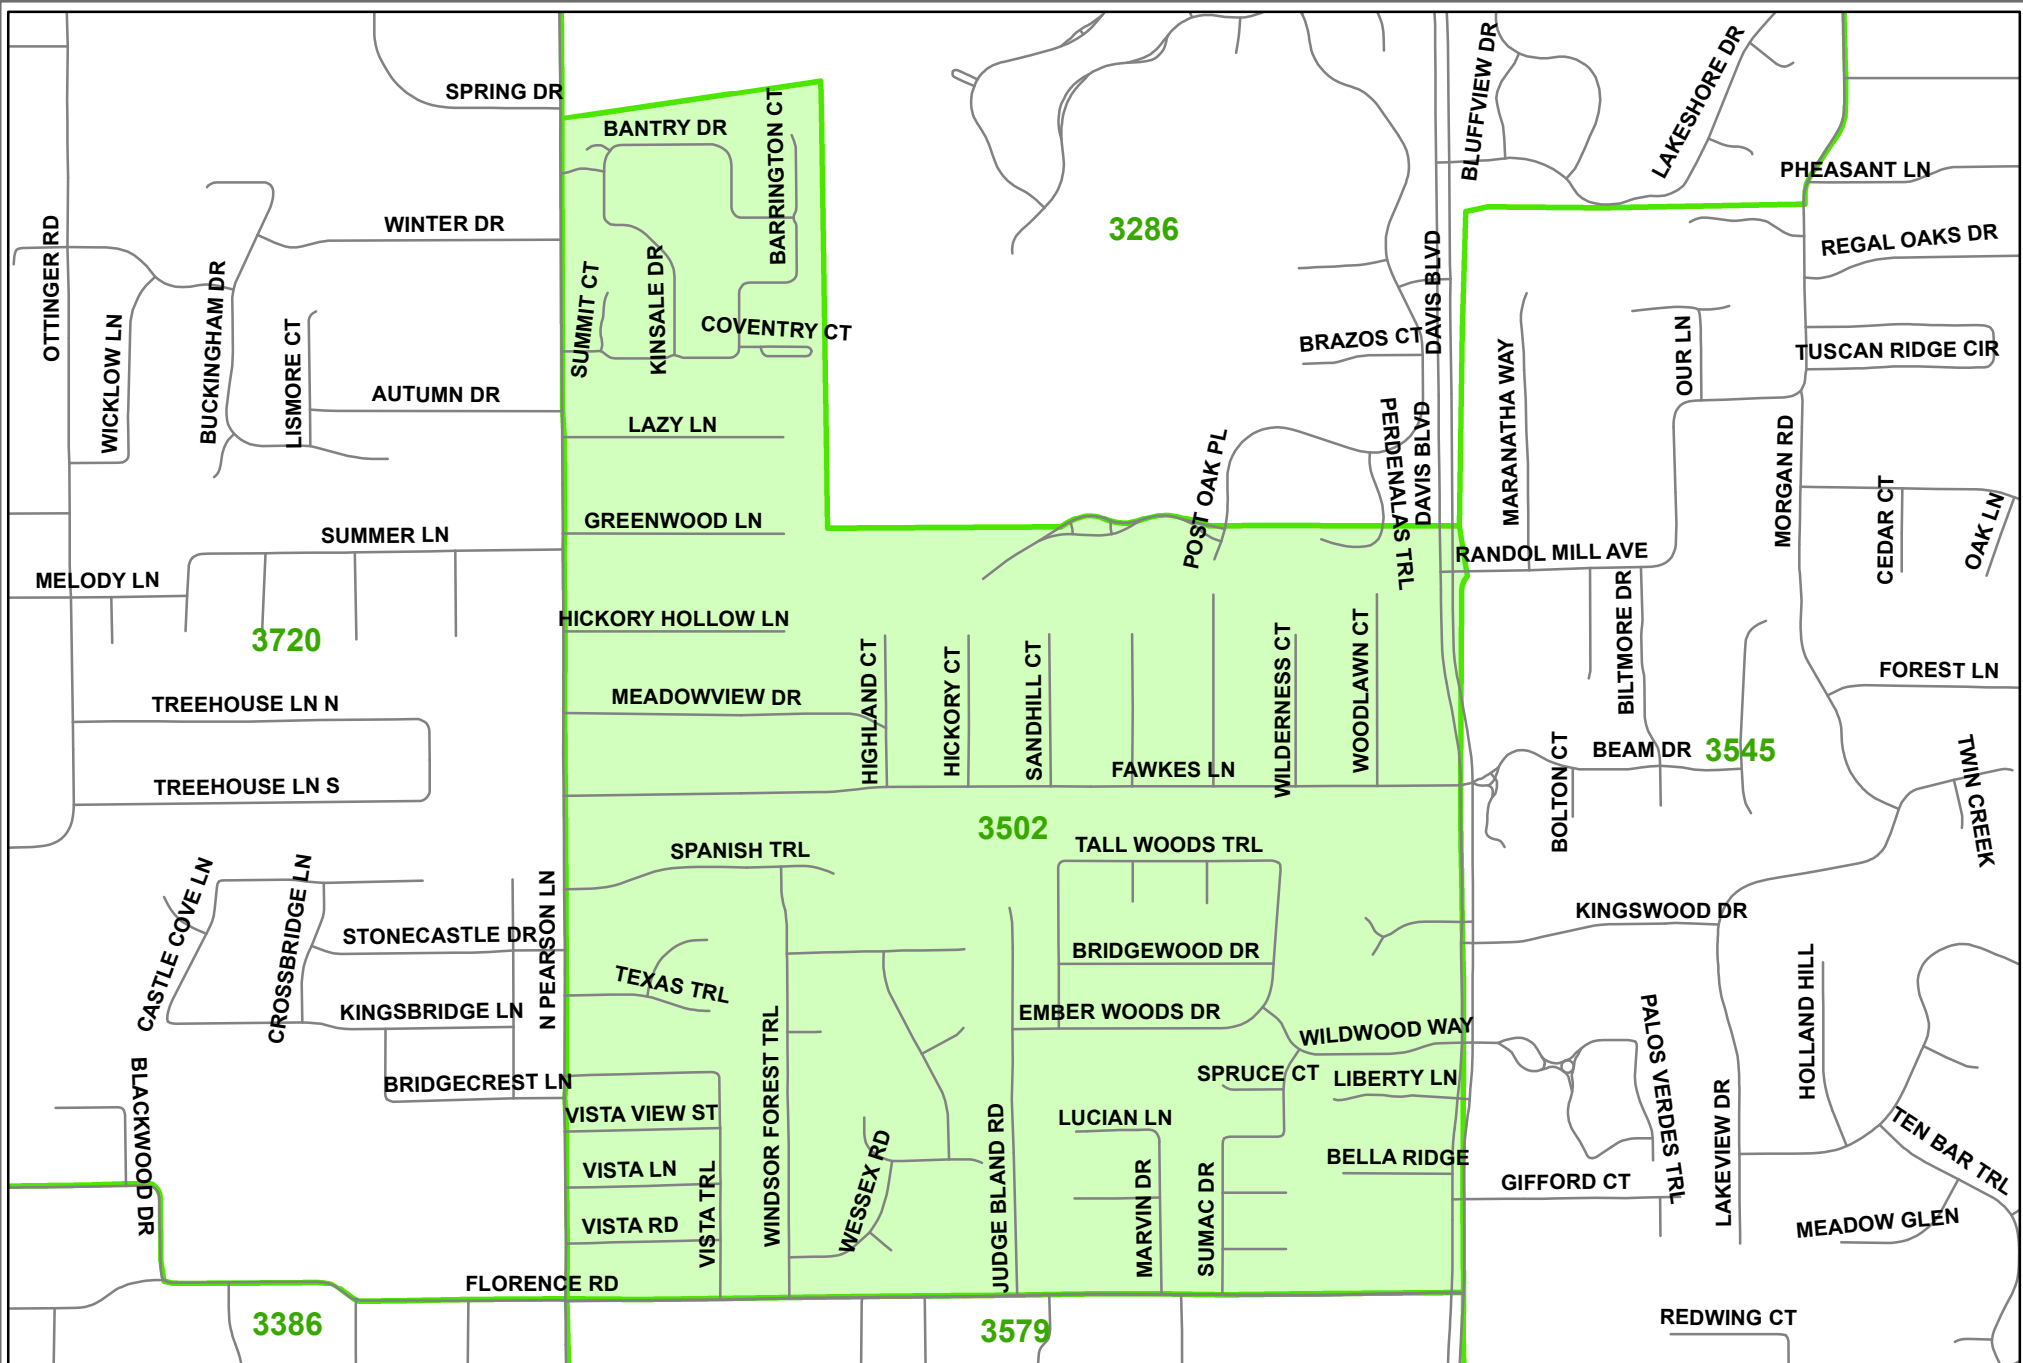 SPRING DR
BANTRY DR
BARRINGTON CT
BLUFFVIEW DR
LAKESHORE DR
PHEASANT LN
OTTINGER RD
WINTER DR
3286
REGAL OAKS DR
WICKLOW LN
BUCKINGHAM DR
LISMORE CT
SUMMIT CT
KINSALE DR
COVENTRY CT
BRAZOS CT
DAVIS BLVD
MARANATHA WAY
OUR LN
TUSCAN RIDGE CIR
AUTUMN DR
LAZY LN
POST OAK PL
PERDENALAS TRL
DAVIS BLVD
MORGAN RD
CEDAR CT
OAK LN
SUMMER LN
GREENWOOD LN
RANDOL MILL AVE
MELODY LN
3720
HICKORY HOLLOW LN
HIGHLAND CT
HICKORY CT
SANDHILL CT
WILDERNESS CT
WOODLAWN CT
BILTMORE DR
FOREST LN
TREEHOUSE LN N
MEADOWVIEW DR
BOLTON CT
BEAM DR
3545
TWIN CREEK
TREEHOUSE LN S
FAWKES LN
3502
SPANISH TRL
TALL WOODS TRL
CASTLE COVE LN
CROSSBRIDGE LN
STONECASTLE DR
N PEARSON LN
TEXAS TRL
BRIDGEWOOD DR
KINGSWOOD DR
HOLLAND HILL
KINGSBRIDGE LN
WINDSOR FOREST TRL
EMBER WOODS DR
WILDWOOD WAY
PALOS VERDES TRL
BLACKWOOD DR
BRIDGECREST LN
SPRUCE CT
LIBERTY LN
LAKEVIEW DR
VISTA VIEW ST
LUCIAN LN
TEN BAR TRL
VISTA LN
VISTA TRL
WESSEX RD
JUDGE BLAND RD
MARVIN DR
SUMAC DR
BELLA RIDGE
GIFFORD CT
VISTA RD
MEADOW GLEN
FLORENCE RD
3386
3579
REDWING CT